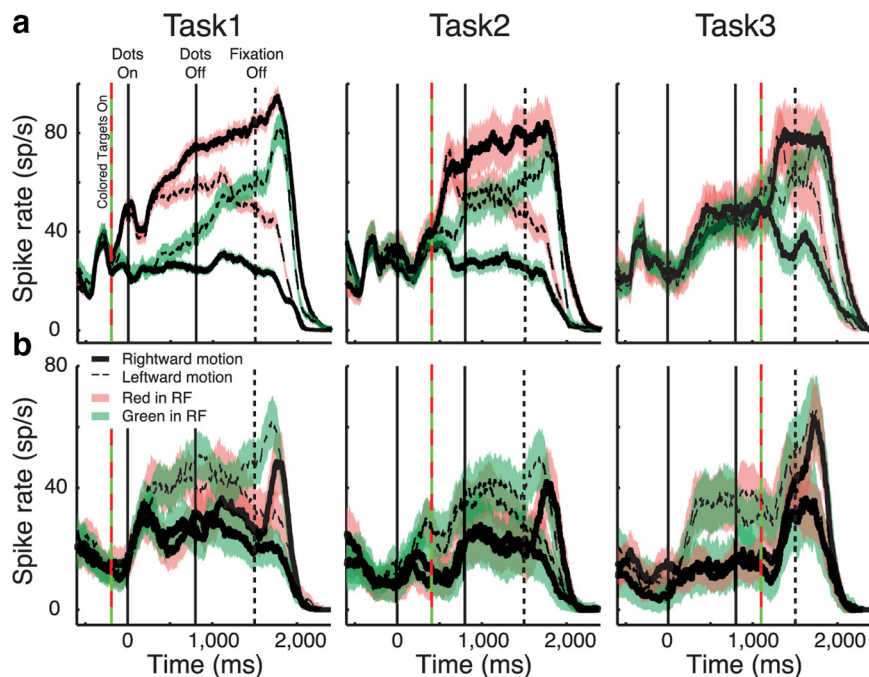 a
Task1
Task2
Task3
Dots
On
Dots
Off
Fixation
Off
Colored Targets On
Spike rate (sp/s)
80
40
0
b
Rightward motion
Leftward motion
Red in RF
Green in RF
Spike rate (sp/s)
80
40
0
0 1,000 2,000
0 1,000 2,000
0 1,000 2,000
Time (ms)
Time (ms)
Time (ms)